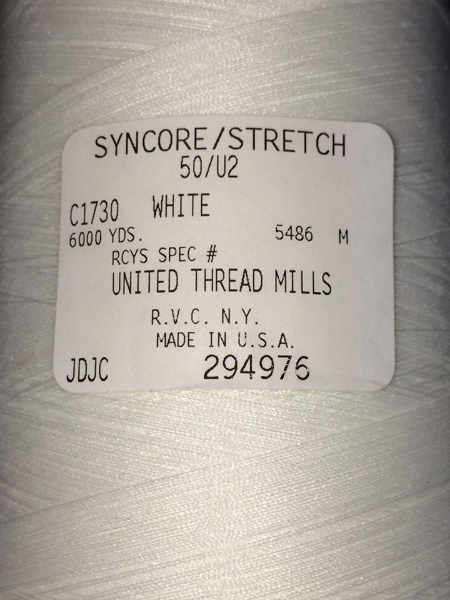 SYNCORE/STRETCH
50/U2
C1730 WHITE
6000 YDS. 5486 M
RCYS SPEC #
UNITED THREAD MILLS
R.V.C. N.Y.
MADE IN U.S.A.
JDJC 294976